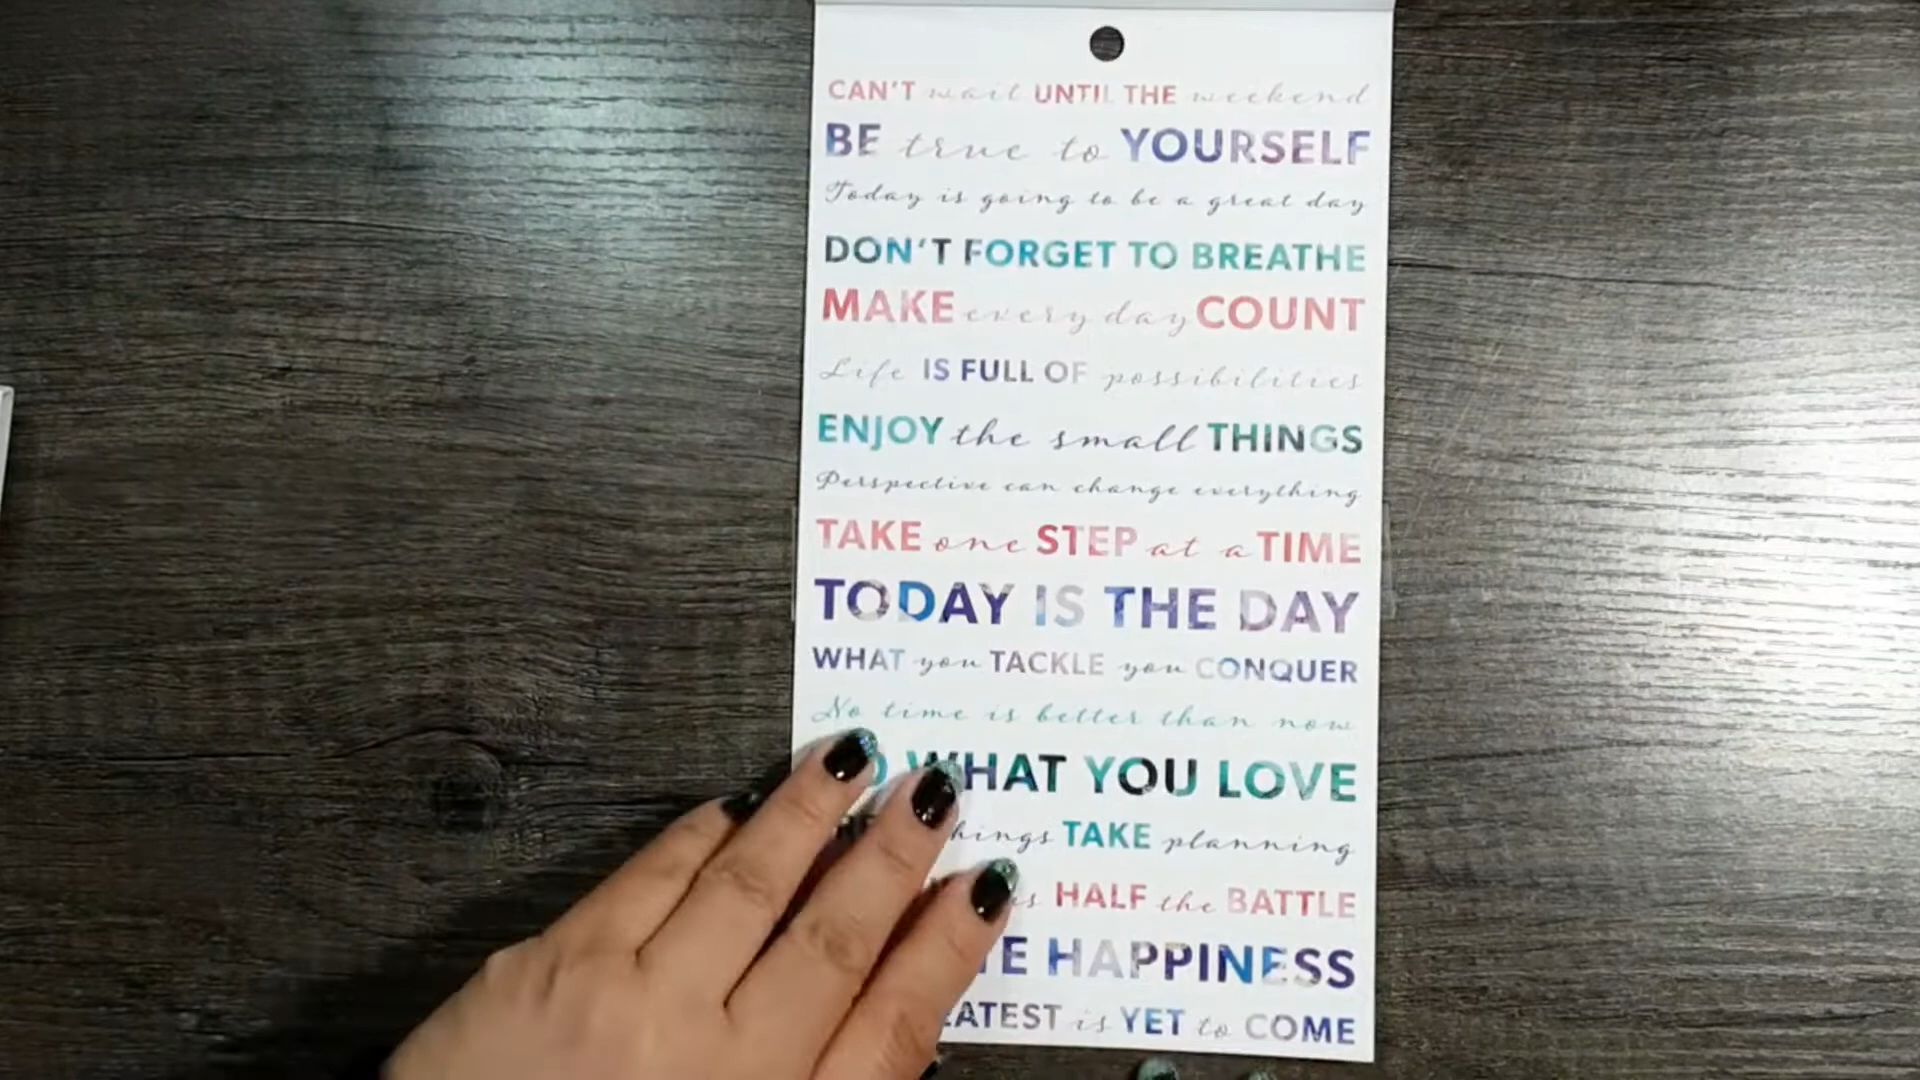 CAN'T wait UNTIL THE weekend
BE true to YOURSELF
Today is going to be a great day
DON'T FORGET TO BREATHE
MAKE every day COUNT
Life IS FULL OF possibilities
ENJOY the small THINGS
Perspective can change everything
TAKE one STEP at a TIME
TODAY IS THE DAY
WHAT you TACKLE you CONQUER
No time is better than now
WHAT YOU LOVE
TAKE planning
HALF the BATTLE
HAPPINESS
is YET to COME